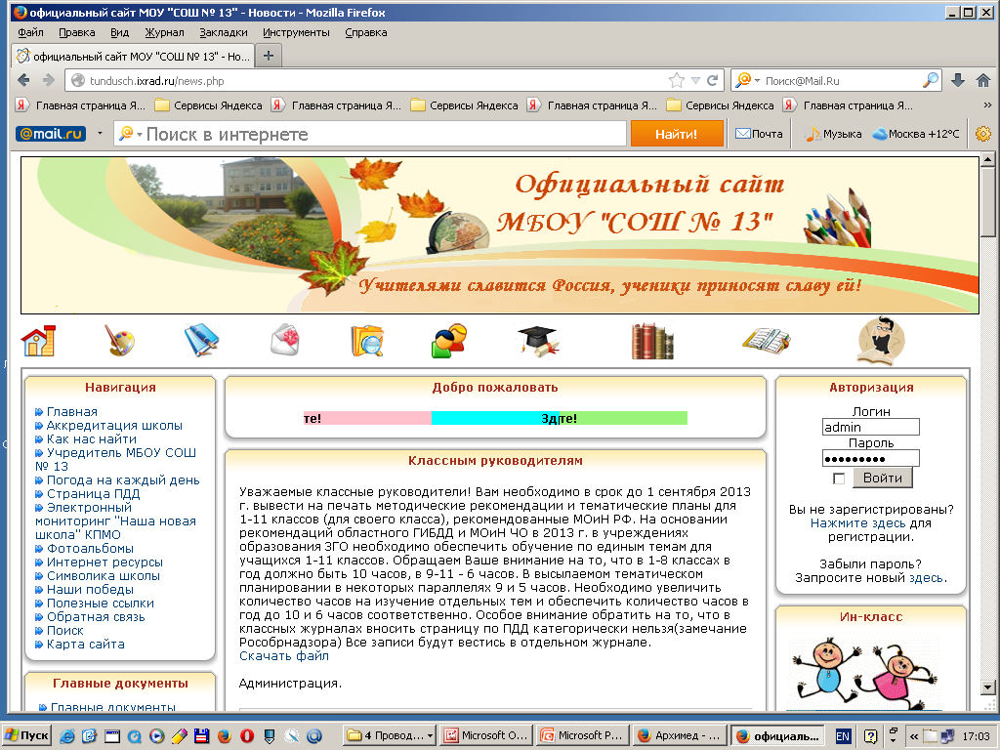 официальный сайт МОУ "СОШ № 13" - Новости - Mozilla Firefox
Файл Правка Вид Журнал Закладки Инструменты Справка
официальный сайт МОУ "СОШ № 13" - Но...
tundusch.ixrad.ru/news.php Поиск@Mail.Ru
Главная страница Я... Сервисы Яндекса Главная страница Я... Сервисы Яндекса Главная страница Я... Сервисы Яндекса Главная страница Я... »
@mail.ru Поиск в интернете Найти! Почта Музыка Москва +12°C
Официальный сайт
МБОУ "СОШ № 13"
Учителями славится Россия, ученики приносят славу ей!
Навигация
Главная
Аккредитация школы
Как нас найти
Учредитель МБОУ СОШ
№ 13
Погода на каждый день
Страница ПДД
Электронный
мониторинг "Наша новая
школа" КПМО
Фотоальбомы
Интернет ресурсы
Символика школы
Наши победы
Полезные ссылки
Обратная связь
Поиск
Карта сайта
Главные документы
Главные документы
Добро пожаловать
те! Зд те!
Классным руководителям
Уважаемые классные руководители! Вам необходимо в срок до 1 сентября 2013
г. вывести на печать методические рекомендации и тематические планы для
1-11 классов (для своего класса), рекомендованные МОиН РФ. На основании
рекомендаций областного ГИБДД и МОиН ЧО в 2013 г. в учреждениях
образования ЗГО необходимо обеспечить обучение по единым темам для
учащихся 1-11 классов. Обращаем Ваше внимание на то, что в 1-8 классах в
год должно быть 10 часов, в 9-11 - 6 часов. В высылаемом тематическом
планировании в некоторых параллелях 9 и 5 часов. Необходимо увеличить
количество часов на изучение отдельных тем и обеспечить количество часов в
год до 10 и 6 часов соответственно. Особое внимание обратить на то, что в
классных журналах вносить страницу по ПДД категорически нельзя(замечание
Рособрнадзора) Все записи будут вестись в отдельном журнале.
Скачать файл
Администрация.
Авторизация
Логин
admin
Пароль
●●●●●●●●●
Войти
Вы не зарегистрированы?
Нажмите здесь для
регистрации.
Забыли пароль?
Запросите новый здесь.
Ин-класс
Пуск 4 Провод... Microsoft O... Microsoft P... Архимед - ... официаль... EN « 17:03